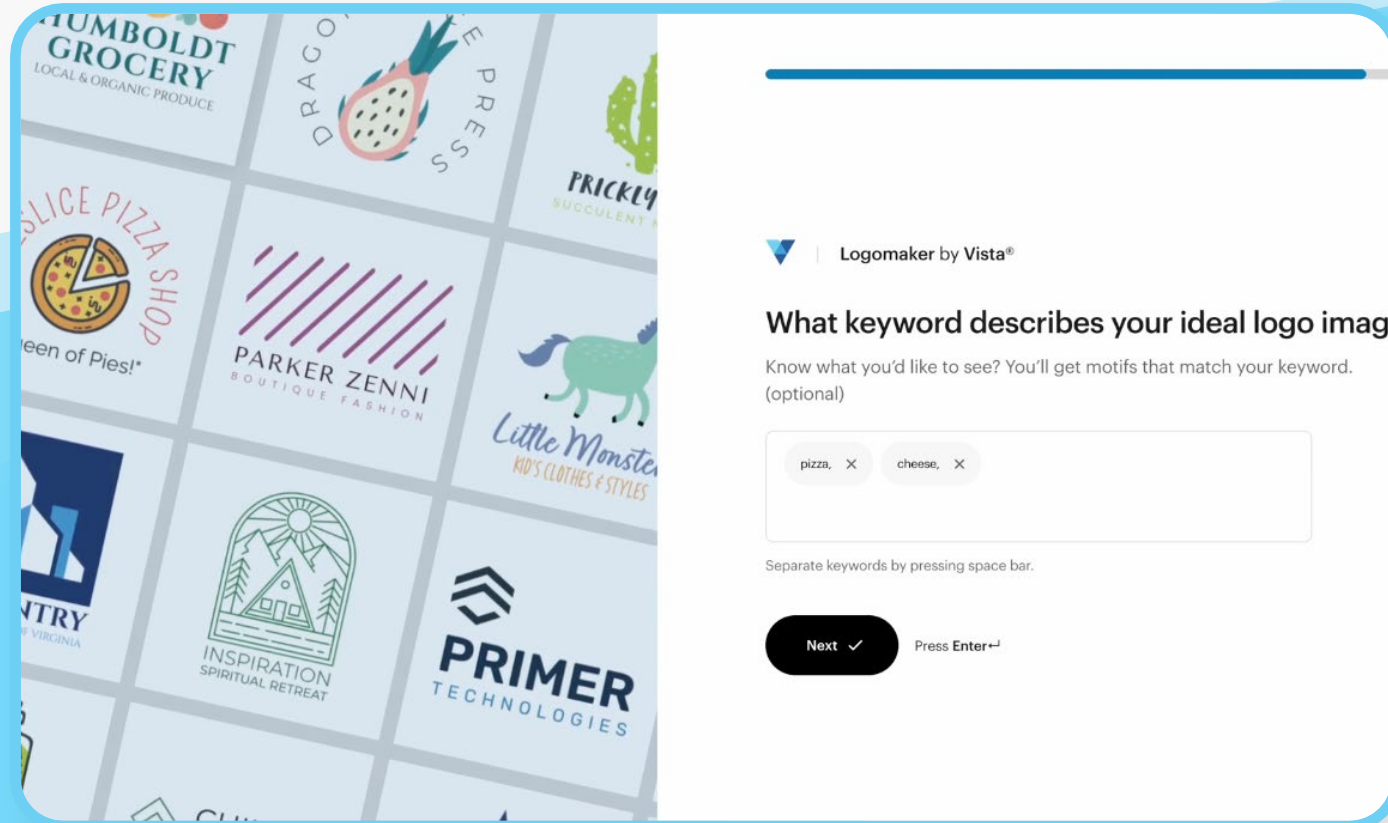 HUMBOLDT
GROCERY
LOCAL & ORGANIC PRODUCE
PRESS
PRICKLY
SUCCULENT
SLICE PIZZA SHOP
een of Pies!*
PARKER ZENNI
BOUTIQUE FASHION
Little Monste
KID'S CLOTHES & STYLES
NTRY
OF VIRGINIA
INSPIRATION
SPIRITUAL RETREAT
PRIMER
TECHNOLOGIES
Logomaker by Vista®
What keyword describes your ideal logo imag
Know what you'd like to see? You'll get motifs that match your keyword.
(optional)
pizza, ✕ cheese, ✕
Separate keywords by pressing space bar.
Next ✓ Press Enter↵